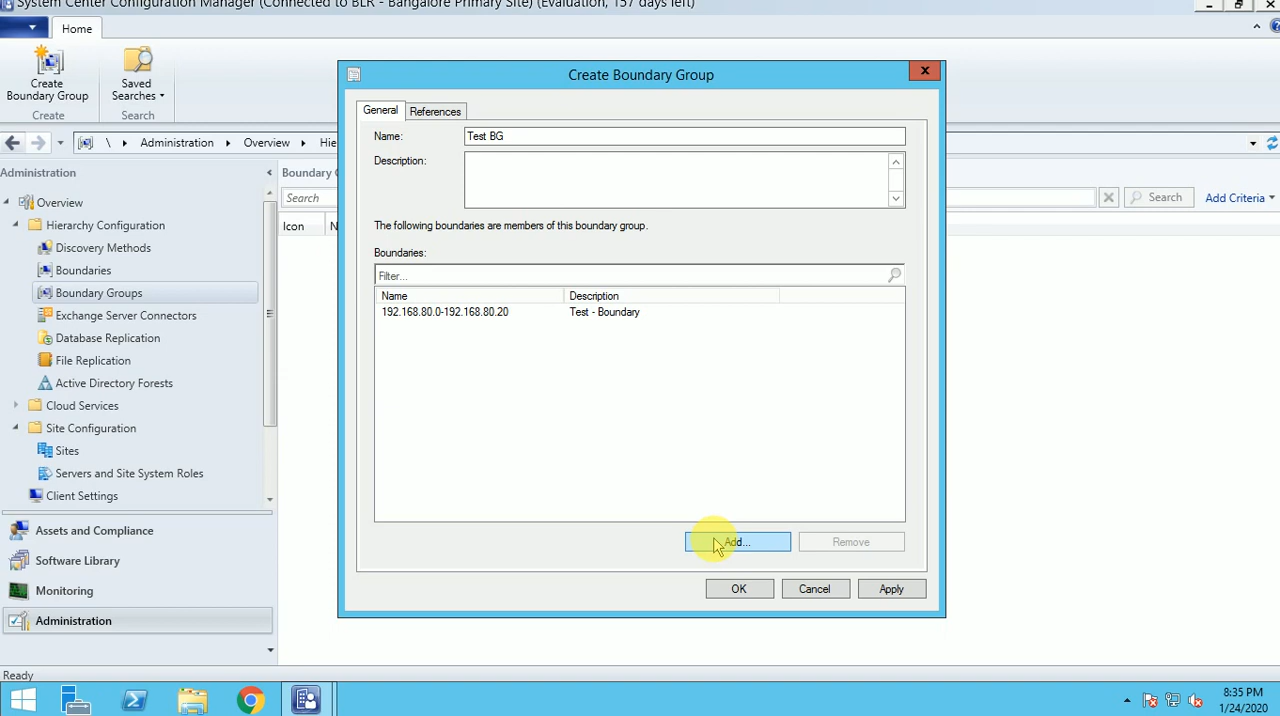 System Center Configuration Manager (Connected to BLR - Bangalore Primary Site) (Evaluation, 157 days left)
Home
Create
Boundary Group
Saved
Searches
Create
Search
\ Administration Overview Hie
Administration
Overview
Hierarchy Configuration
Discovery Methods
Boundaries
Boundary Groups
Exchange Server Connectors
Database Replication
File Replication
Active Directory Forests
Cloud Services
Site Configuration
Sites
Servers and Site System Roles
Client Settings
Assets and Compliance
Software Library
Monitoring
Administration
Ready
Boundary
Search
Search
Add Criteria
Icon N
Create Boundary Group
General References
Name: Test BG
Description:
The following boundaries are members of this boundary group.
Boundaries:
Filter...
Name Description
192.168.80.0-192.168.80.20 Test - Boundary
Add... Remove
OK Cancel Apply
8:35 PM
1/24/2020